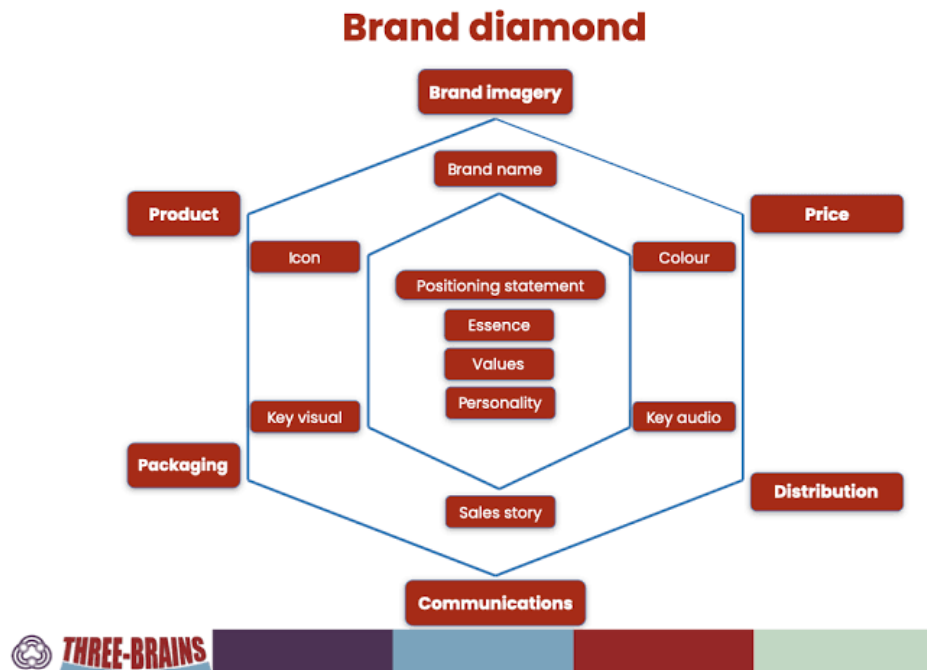 Brand diamond
Brand imagery
Brand name
Product
Price
Icon
Colour
Positioning statement
Essence
Values
Personality
Key visual
Key audio
Packaging
Distribution
Sales story
Communications
THREE-BRAINS